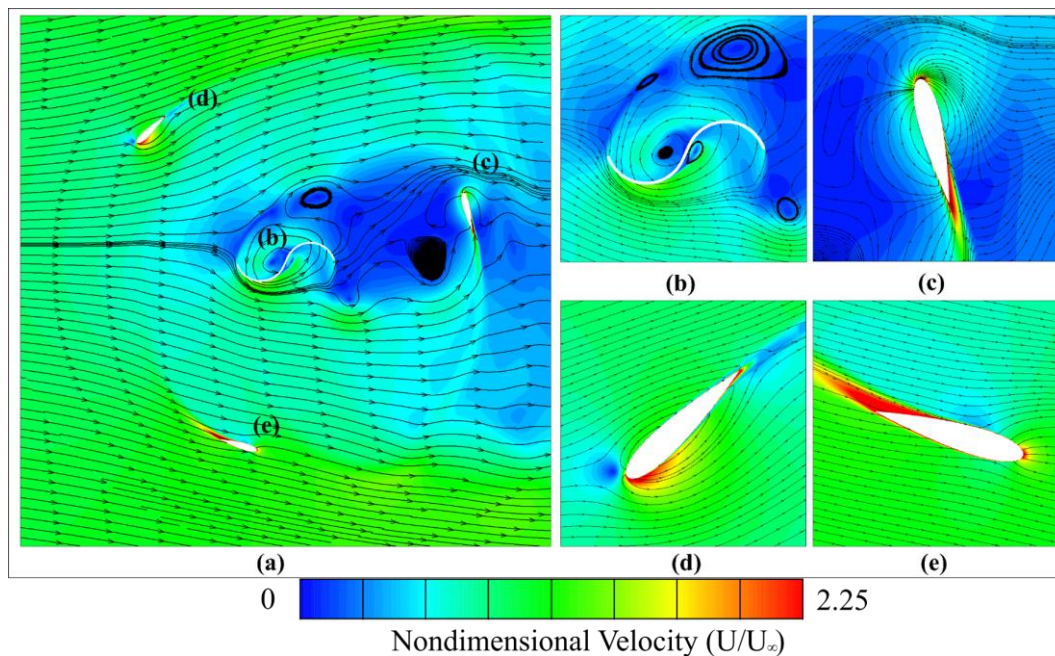 (d)
(c)
(b)
(e)
(a)
(b)
(c)
(d)
(e)
0
2.25
Nondimensional Velocity (U/U∞)